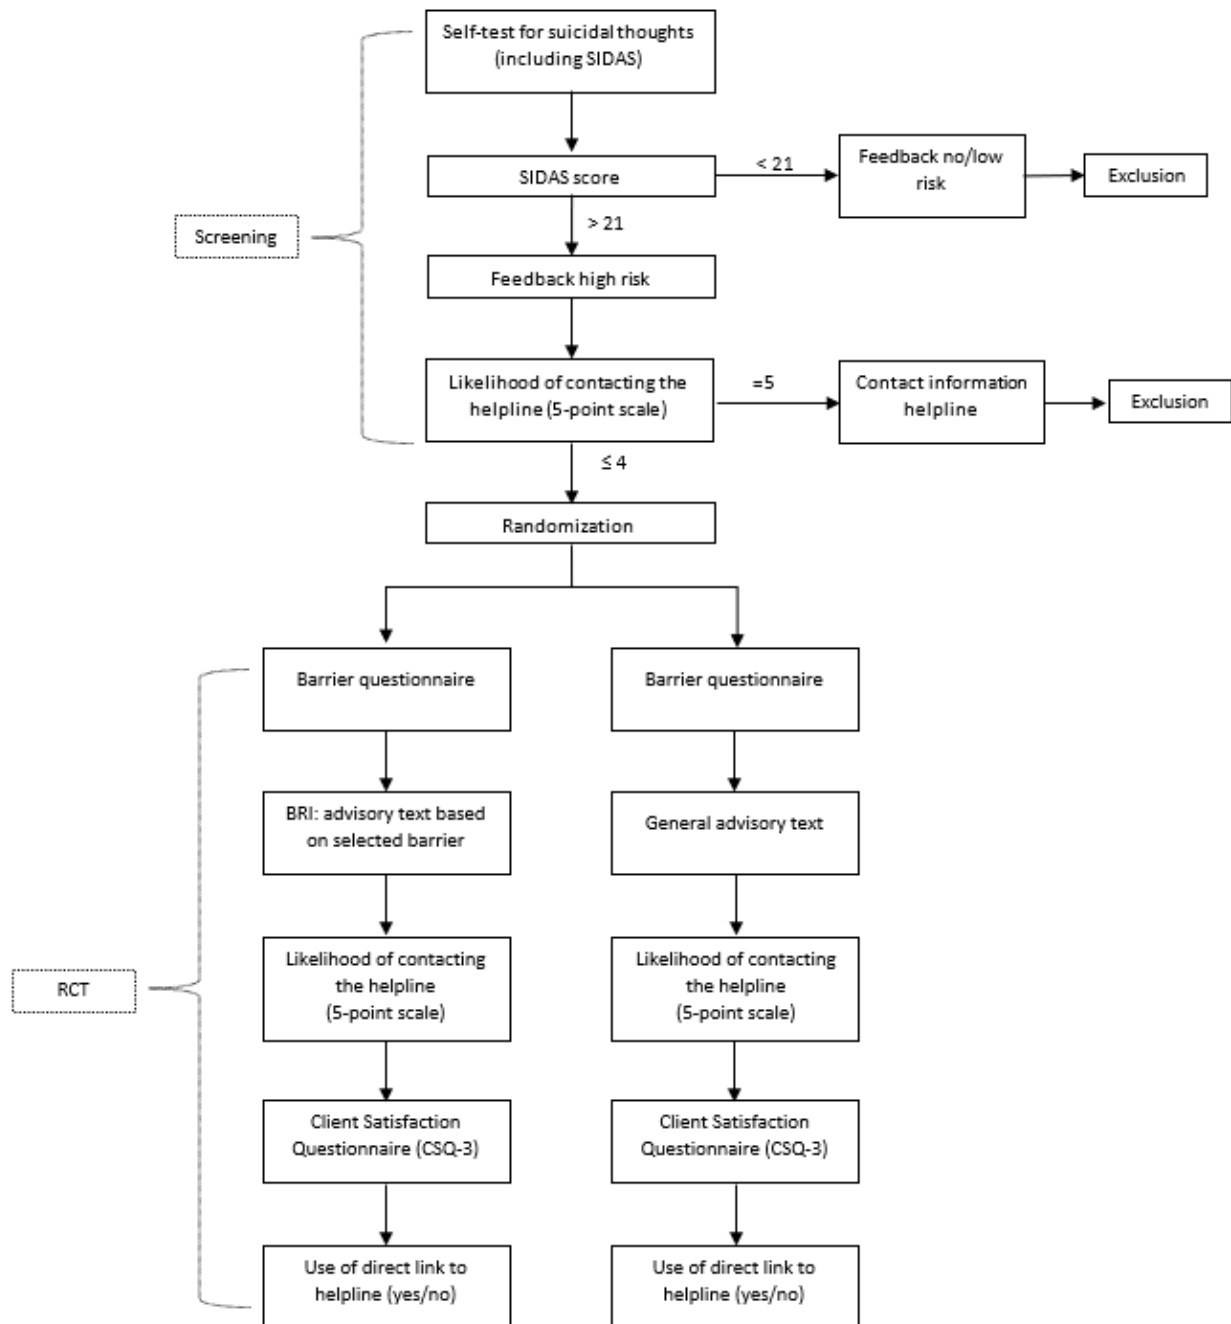 Self-test for suicidal thoughts
(including SIDAS)
SIDAS score
< 21
Feedback no/low
risk
Exclusion
> 21
Screening
Feedback high risk
Likelihood of contacting the
helpline (5-point scale)
=5
Contact information
helpline
Exclusion
≤ 4
Randomization
Barrier questionnaire
Barrier questionnaire
BRI: advisory text based
on selected barrier
General advisory text
RCT
Likelihood of contacting
the helpline
(5-point scale)
Likelihood of contacting
the helpline
(5-point scale)
Client Satisfaction
Questionnaire (CSQ-3)
Client Satisfaction
Questionnaire (CSQ-3)
Use of direct link to
helpline (yes/no)
Use of direct link to
helpline (yes/no)